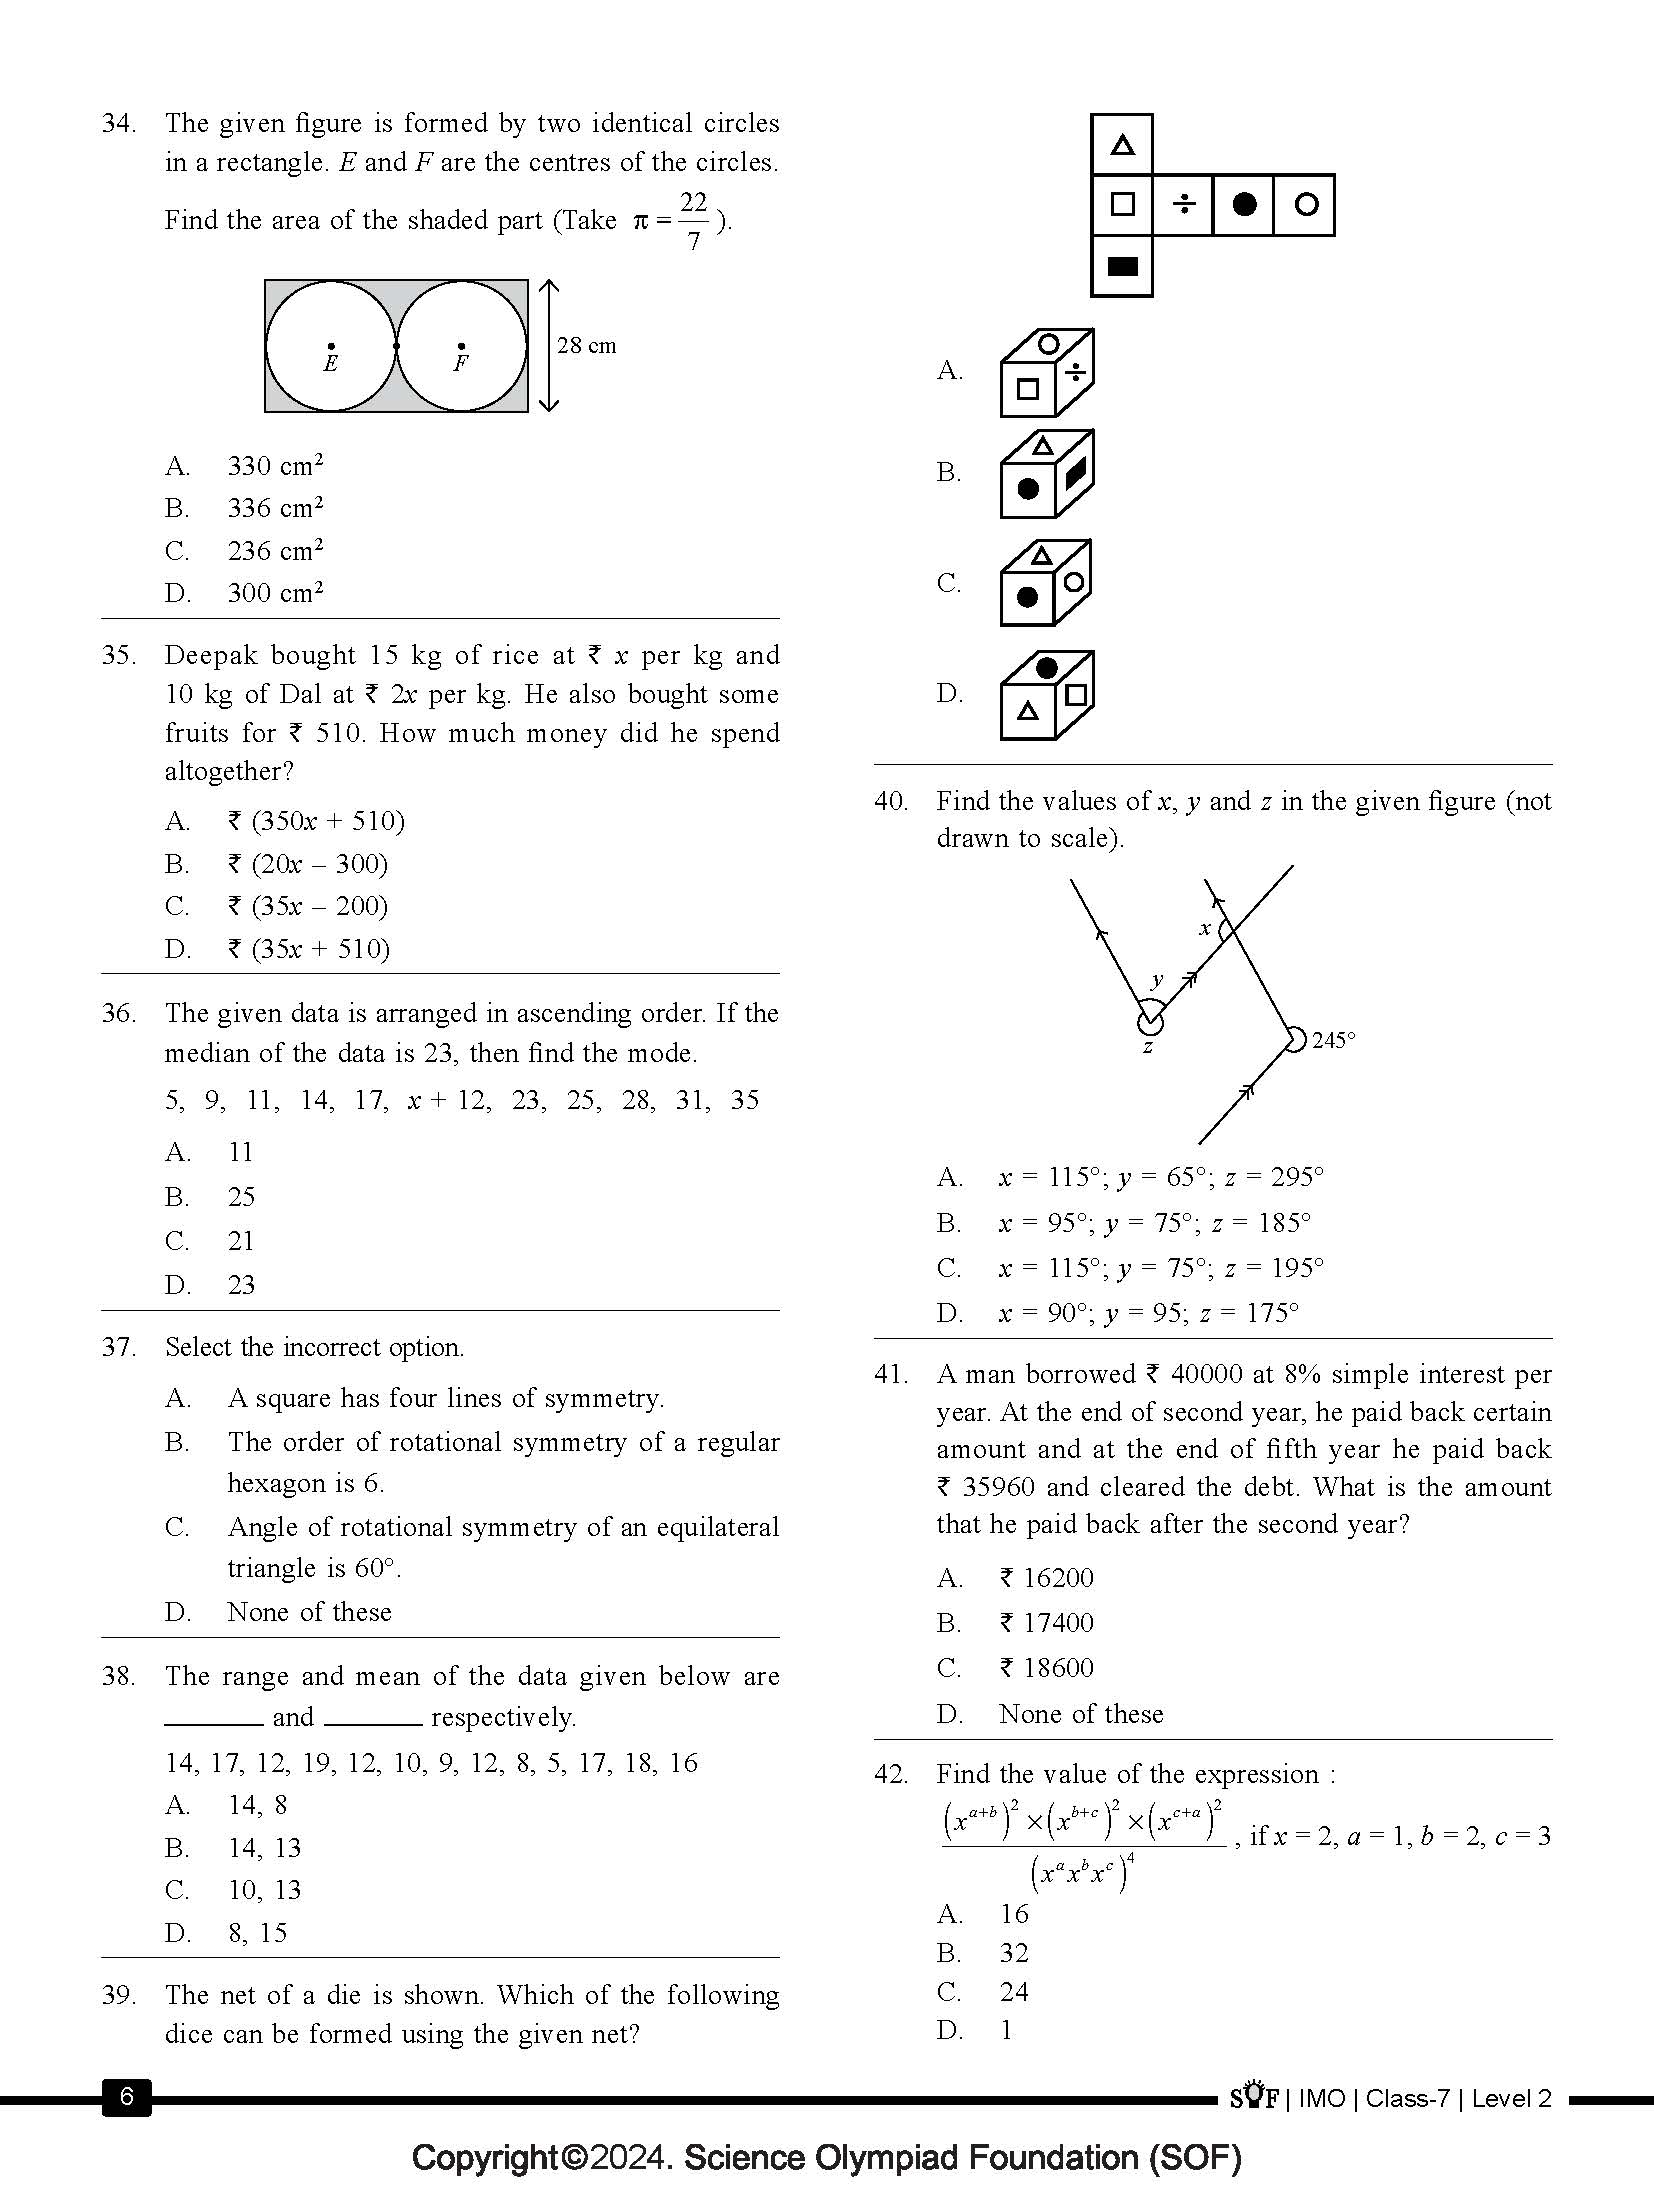 34. The given figure is formed by two identical circles
in a rectangle. E and F are the centres of the circles.
Find the area of the shaded part (Take π = 22/7 ).
E
F
28 cm
A. 330 cm²
B. 336 cm²
C. 236 cm²
D. 300 cm²
35. Deepak bought 15 kg of rice at ₹ x per kg and
10 kg of Dal at ₹ 2x per kg. He also bought some
fruits for ₹ 510. How much money did he spend
altogether?
A. ₹ (350x + 510)
B. ₹ (20x – 300)
C. ₹ (35x – 200)
D. ₹ (35x + 510)
36. The given data is arranged in ascending order. If the
median of the data is 23, then find the mode.
5, 9, 11, 14, 17, x + 12, 23, 25, 28, 31, 35
A. 11
B. 25
C. 21
D. 23
37. Select the incorrect option.
A. A square has four lines of symmetry.
B. The order of rotational symmetry of a regular
hexagon is 6.
C. Angle of rotational symmetry of an equilateral
triangle is 60°.
D. None of these
38. The range and mean of the data given below are
_______ and _______ respectively.
14, 17, 12, 19, 12, 10, 9, 12, 8, 5, 17, 18, 16
A. 14, 8
B. 14, 13
C. 10, 13
D. 8, 15
39. The net of a die is shown. Which of the following
dice can be formed using the given net?
÷
A. ÷
B.
C.
D.
40. Find the values of x, y and z in the given figure (not
drawn to scale).
x
y
z
245°
A. x = 115°; y = 65°; z = 295°
B. x = 95°; y = 75°; z = 185°
C. x = 115°; y = 75°; z = 195°
D. x = 90°; y = 95; z = 175°
41. A man borrowed ₹ 40000 at 8% simple interest per
year. At the end of second year, he paid back certain
amount and at the end of fifth year he paid back
₹ 35960 and cleared the debt. What is the amount
that he paid back after the second year?
A. ₹ 16200
B. ₹ 17400
C. ₹ 18600
D. None of these
42. Find the value of the expression :
(x^(a+b))² × (x^(b+c))² × (x^(c+a))² / (x^a x^b x^c)⁴ , if x = 2, a = 1, b = 2, c = 3
A. 16
B. 32
C. 24
D. 1
6
SOF | IMO | Class-7 | Level 2
Copyright©2024. Science Olympiad Foundation (SOF)